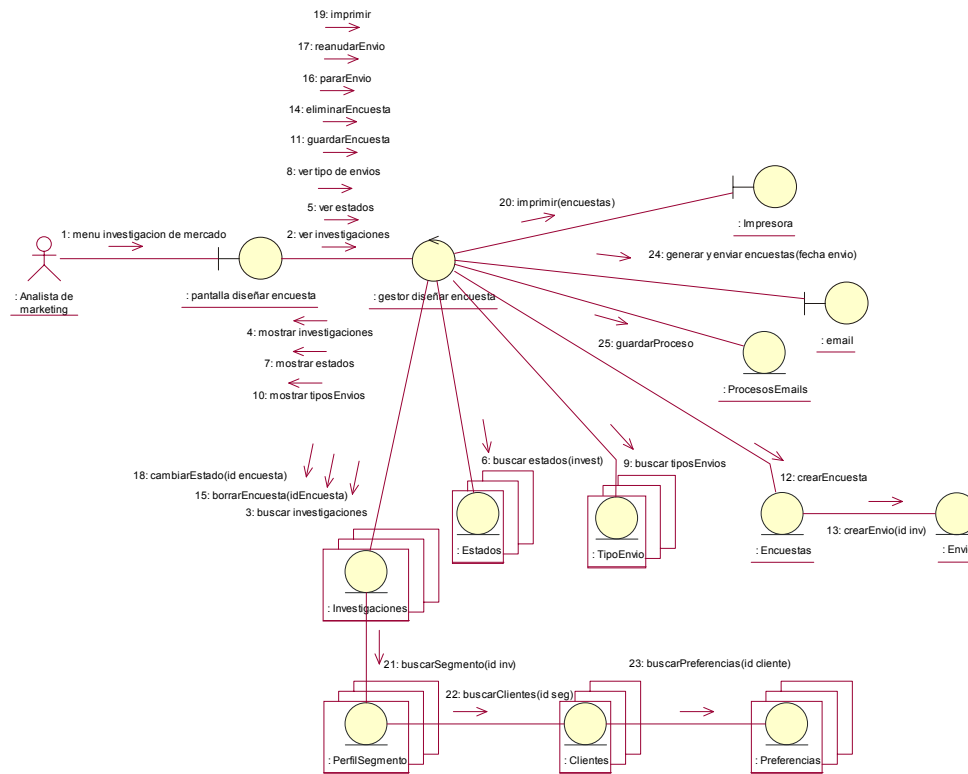 19: imprimir
17: reanudarEnvio
16: pararEnvio
14: eliminarEncuesta
11: guardarEncuesta
8: ver tipo de envios
5: ver estados
2: ver investigaciones
1: menu investigacion de mercado
20: imprimir(encuestas)
: Impresora
24: generar y enviar encuestas(fecha envio)
: Analista de
marketing
: pantalla diseñar encuesta
: gestor diseñar encuesta
: email
4: mostrar investigaciones
7: mostrar estados
10: mostrar tiposEnvios
25: guardarProceso
: ProcesosEmails
18: cambiarEstado(id encuesta)
15: borrarEncuesta(idEncuesta)
3: buscar investigaciones
6: buscar estados(invest)
9: buscar tiposEnvios
12: crearEncuesta
13: crearEnvio(id inv)
: Estados
: TipoEnvio
: Encuestas
: Envi
: Investigaciones
21: buscarSegmento(id inv)
22: buscarClientes(id seg)
23: buscarPreferencias(id cliente)
: PerfilSegmento
: Clientes
: Preferencias